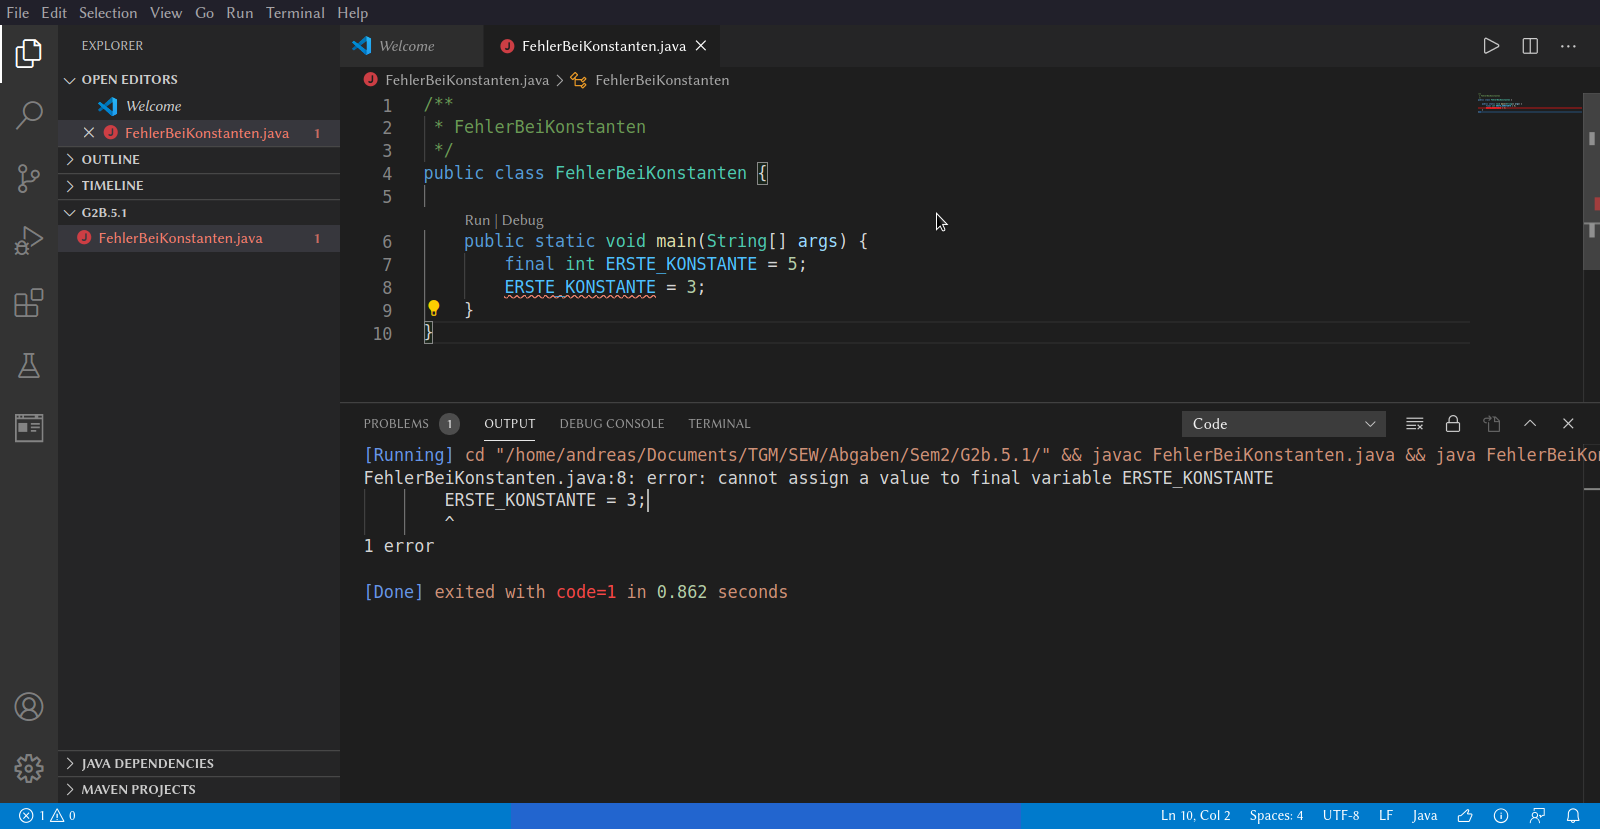 File Edit Selection View Go Run Terminal Help
EXPLORER
OPEN EDITORS
Welcome
FehlerBeiKonstanten.java 1
OUTLINE
TIMELINE
G2B.5.1
FehlerBeiKonstanten.java 1
JAVA DEPENDENCIES
MAVEN PROJECTS
Welcome FehlerBeiKonstanten.java
FehlerBeiKonstanten.java > FehlerBeiKonstanten
1 /**
2 * FehlerBeiKonstanten
3 */
4 public class FehlerBeiKonstanten {
5
Run | Debug
6 public static void main(String[] args) {
7 final int ERSTE_KONSTANTE = 5;
8 ERSTE_KONSTANTE = 3;
9 }
10 }
PROBLEMS 1 OUTPUT DEBUG CONSOLE TERMINAL Code
[Running] cd "/home/andreas/Documents/TGM/SEW/Abgaben/Sem2/G2b.5.1/" && javac FehlerBeiKonstanten.java && java FehlerBeiKo
FehlerBeiKonstanten.java:8: error: cannot assign a value to final variable ERSTE_KONSTANTE
ERSTE_KONSTANTE = 3;
^
1 error
[Done] exited with code=1 in 0.862 seconds
1 0 Ln 10, Col 2 Spaces: 4 UTF-8 LF Java